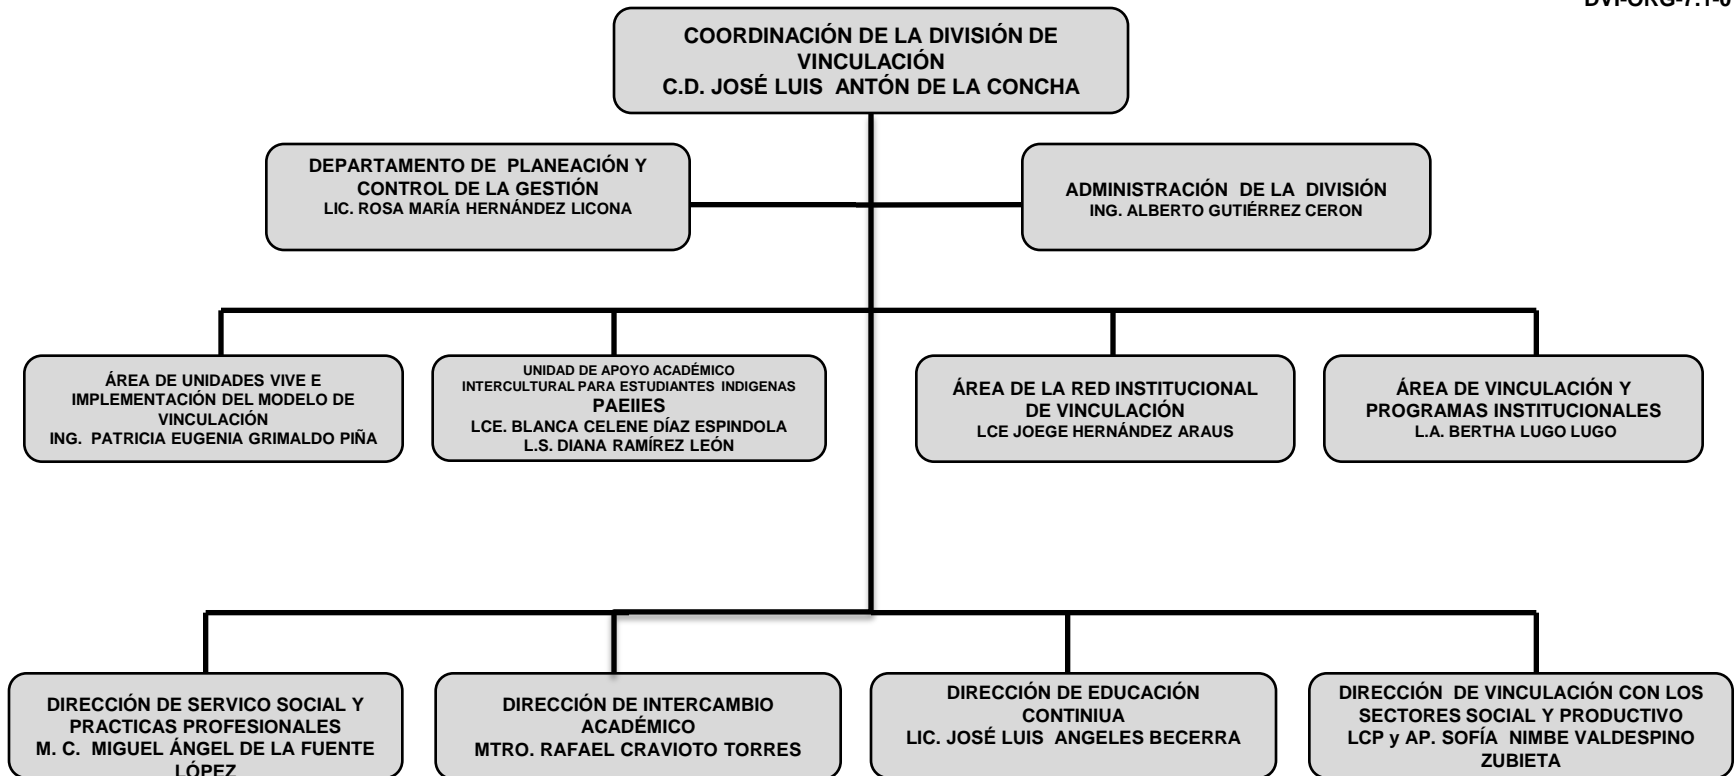 DVI-ORG-7.1-0
COORDINACIÓN DE LA DIVISIÓN DE
VINCULACIÓN
C.D. JOSÉ LUIS ANTÓN DE LA CONCHA
DEPARTAMENTO DE PLANEACIÓN Y
CONTROL DE LA GESTIÓN
LIC. ROSA MARÍA HERNÁNDEZ LICONA
ADMINISTRACIÓN DE LA DIVISIÓN
ING. ALBERTO GUTIÉRREZ CERON
ÁREA DE UNIDADES VIVE E
IMPLEMENTACIÓN DEL MODELO DE
VINCULACIÓN
ING. PATRICIA EUGENIA GRIMALDO PIÑA
UNIDAD DE APOYO ACADÉMICO
INTERCULTURAL PARA ESTUDIANTES INDIGENAS
PAEIIES
LCE. BLANCA CELENE DÍAZ ESPINDOLA
L.S. DIANA RAMÍREZ LEÓN
ÁREA DE LA RED INSTITUCIONAL
DE VINCULACIÓN
LCE JOEGE HERNÁNDEZ ARAUS
ÁREA DE VINCULACIÓN Y
PROGRAMAS INSTITUCIONALES
L.A. BERTHA LUGO LUGO
DIRECCIÓN DE SERVICO SOCIAL Y
PRACTICAS PROFESIONALES
M. C. MIGUEL ÁNGEL DE LA FUENTE
LÓPEZ
DIRECCIÓN DE INTERCAMBIO
ACADÉMICO
MTRO. RAFAEL CRAVIOTO TORRES
DIRECCIÓN DE EDUCACIÓN
CONTINIUA
LIC. JOSÉ LUIS ANGELES BECERRA
DIRECCIÓN DE VINCULACIÓN CON LOS
SECTORES SOCIAL Y PRODUCTIVO
LCP y AP. SOFÍA NIMBE VALDESPINO
ZUBIETA